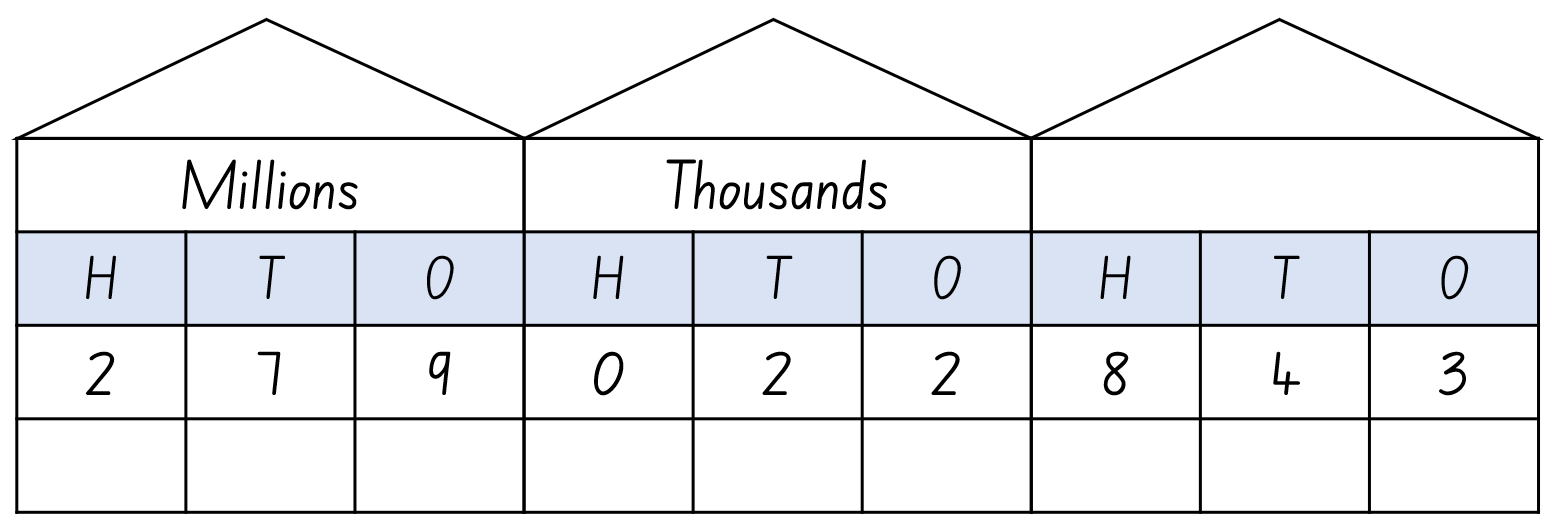 Millions Thousands
H T O H T O H T O
2 7 9 0 2 2 8 4 3